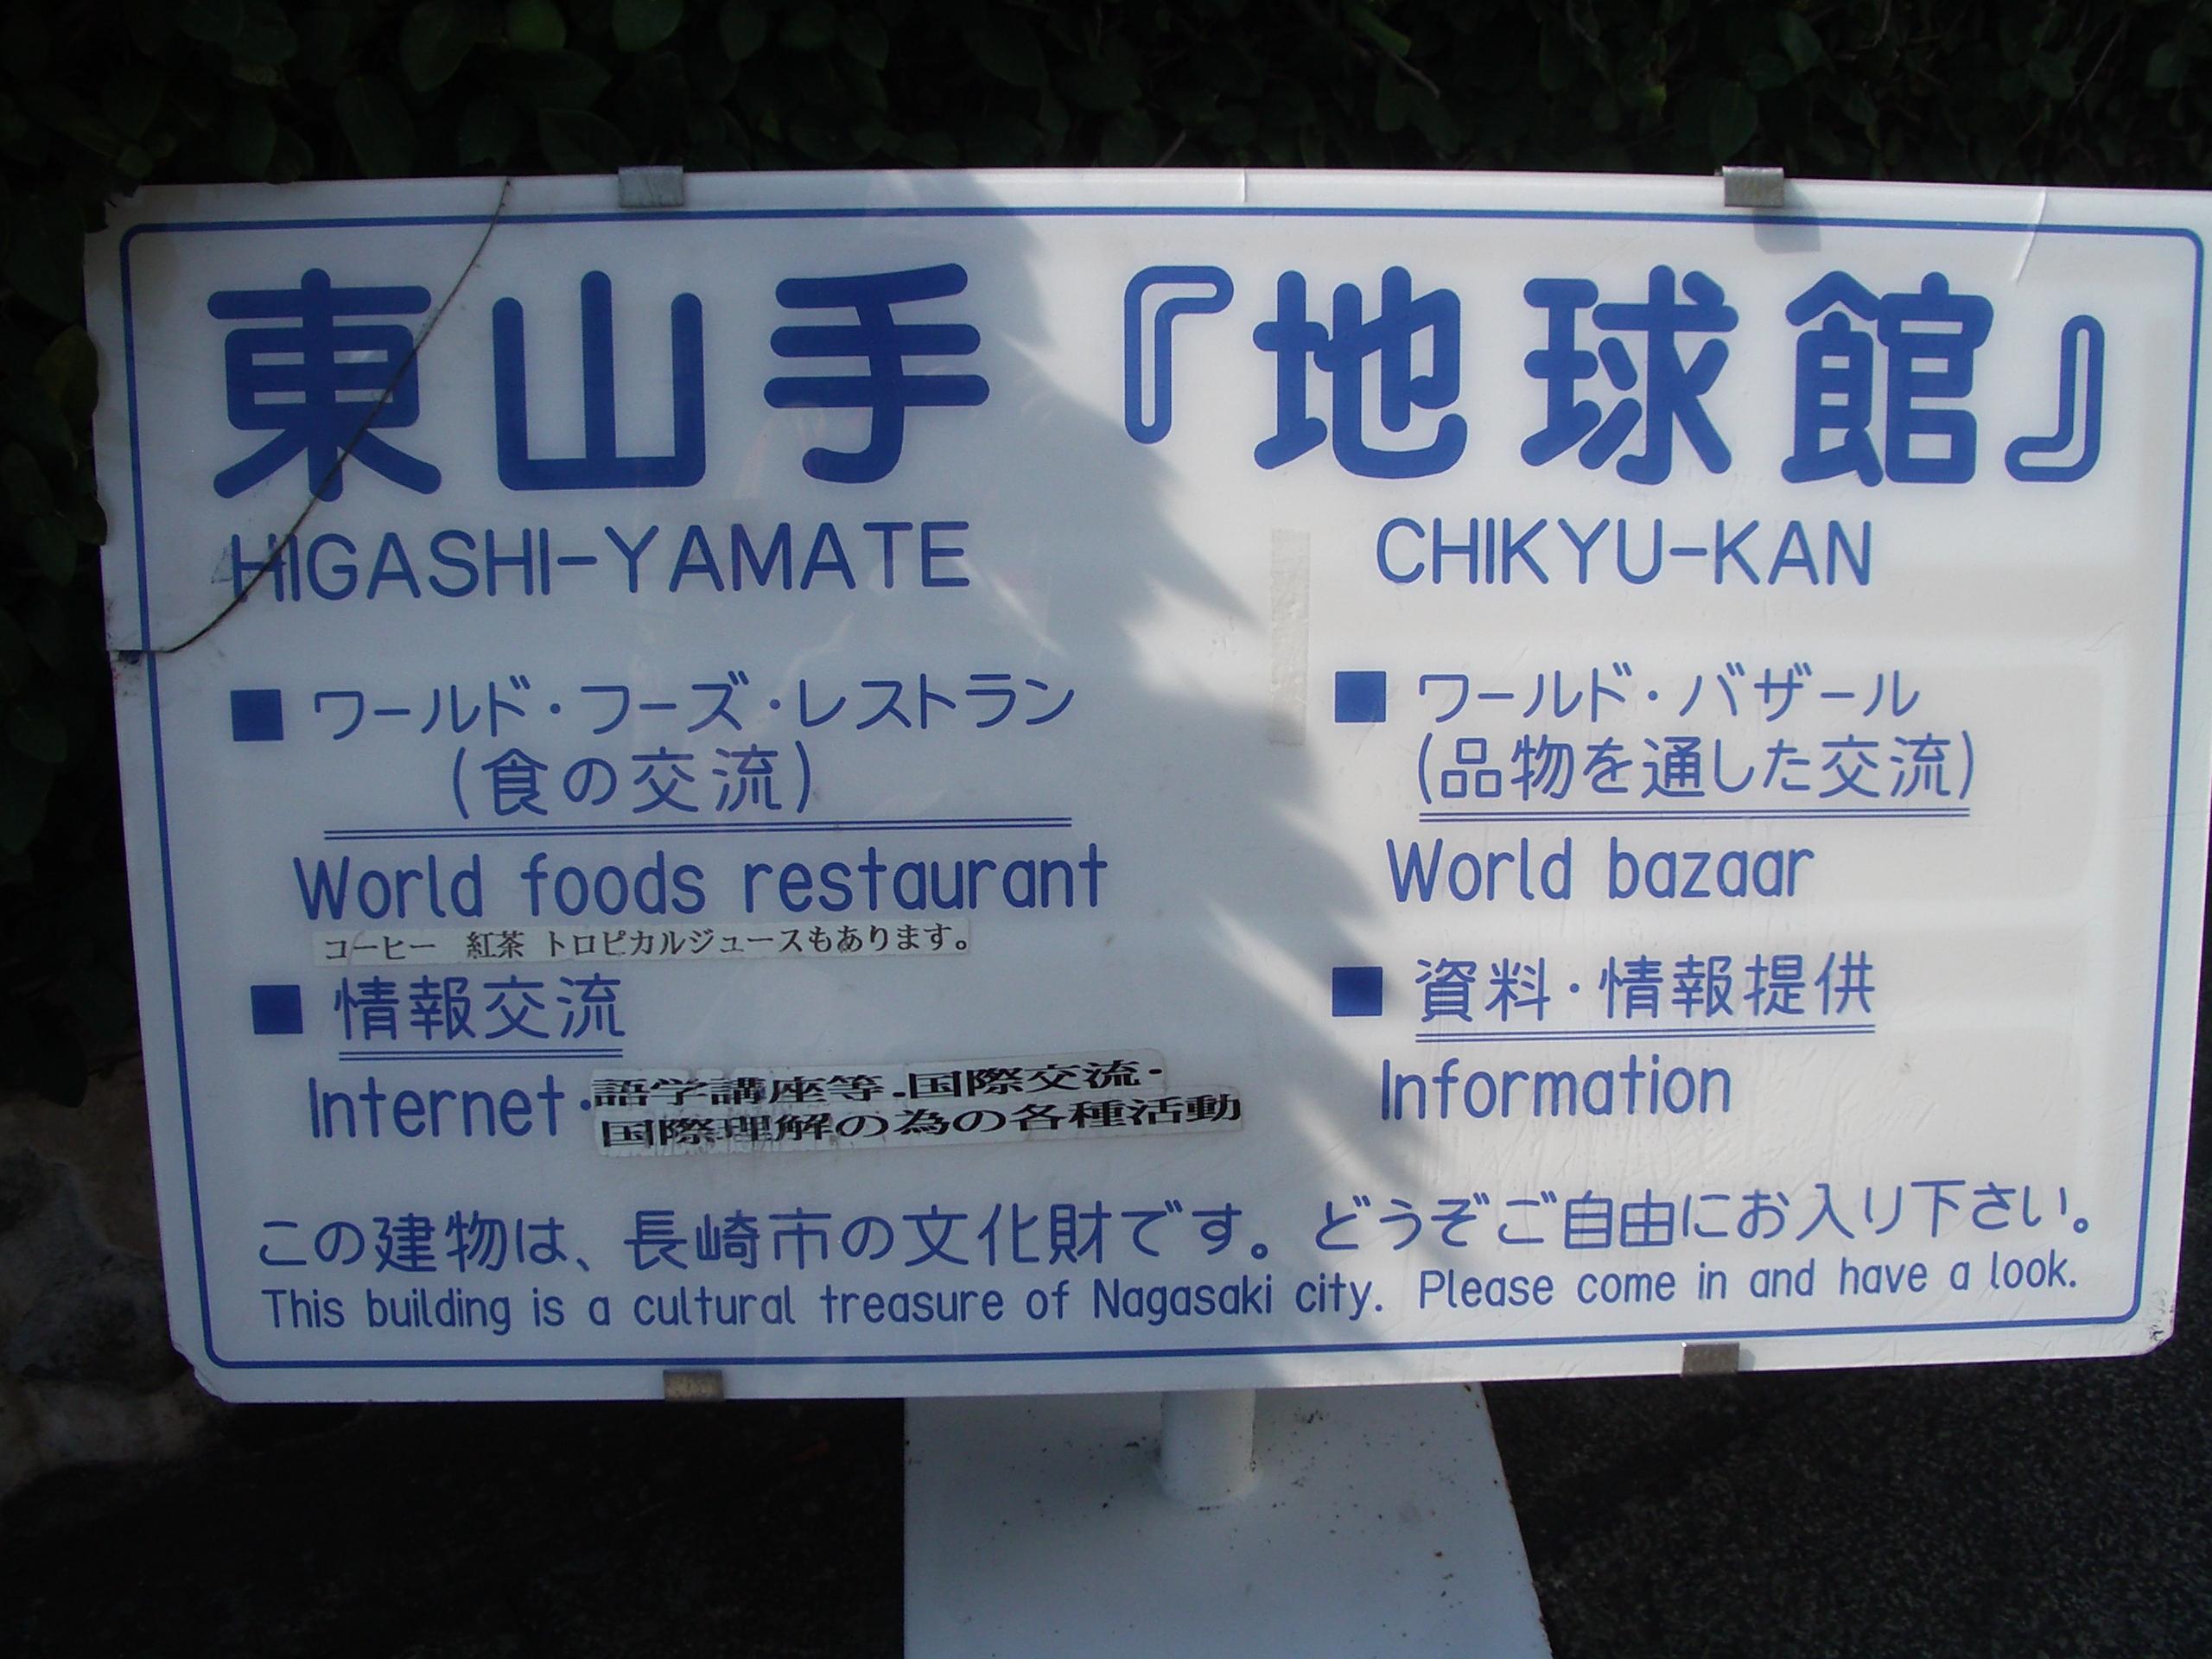 東山手『地球館』
HIGASHI-YAMATE CHIKYU-KAN
■ ワールド・フーズ・レストラン
(食の交流)
World foods restaurant
コーヒー 紅茶 トロピカルジュースもあります。
■ 情報交流
Internet・語学講座等.国際交流・
国際理解の為の各種活動
■ ワールド・バザール
(品物を通した交流)
World bazaar
■ 資料・情報提供
Information
この建物は、長崎市の文化財です。どうぞご自由にお入り下さい。
This building is a cultural treasure of Nagasaki city. Please come in and have a look.